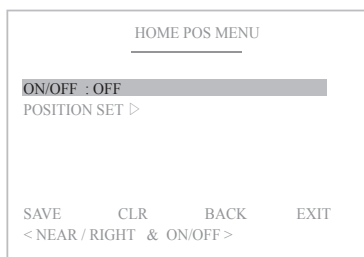 HOME POS MENU
ON/OFF : OFF
POSITION SET ▷
SAVE CLR BACK EXIT
< NEAR / RIGHT & ON/OFF >